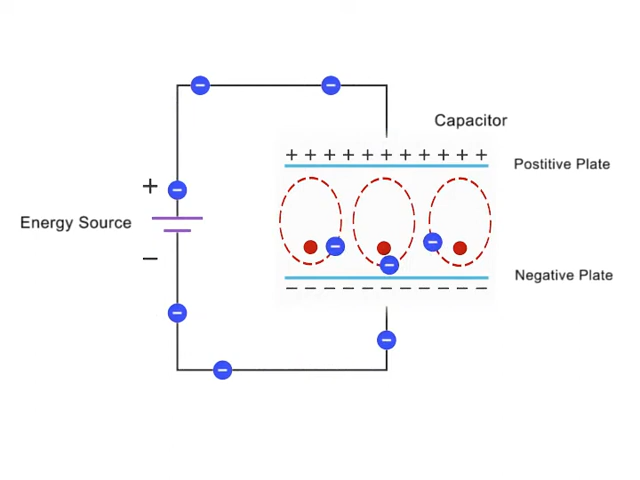 Capacitor
+ + + + + + + + + + +
Postitive Plate
+
Energy Source
−
Negative Plate
− − − − − − − − − − −